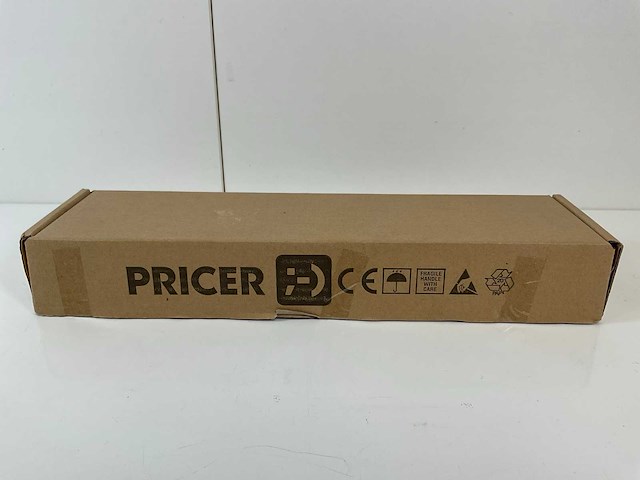 PRICER CE
FRAGILE
HANDLE
WITH
CARE